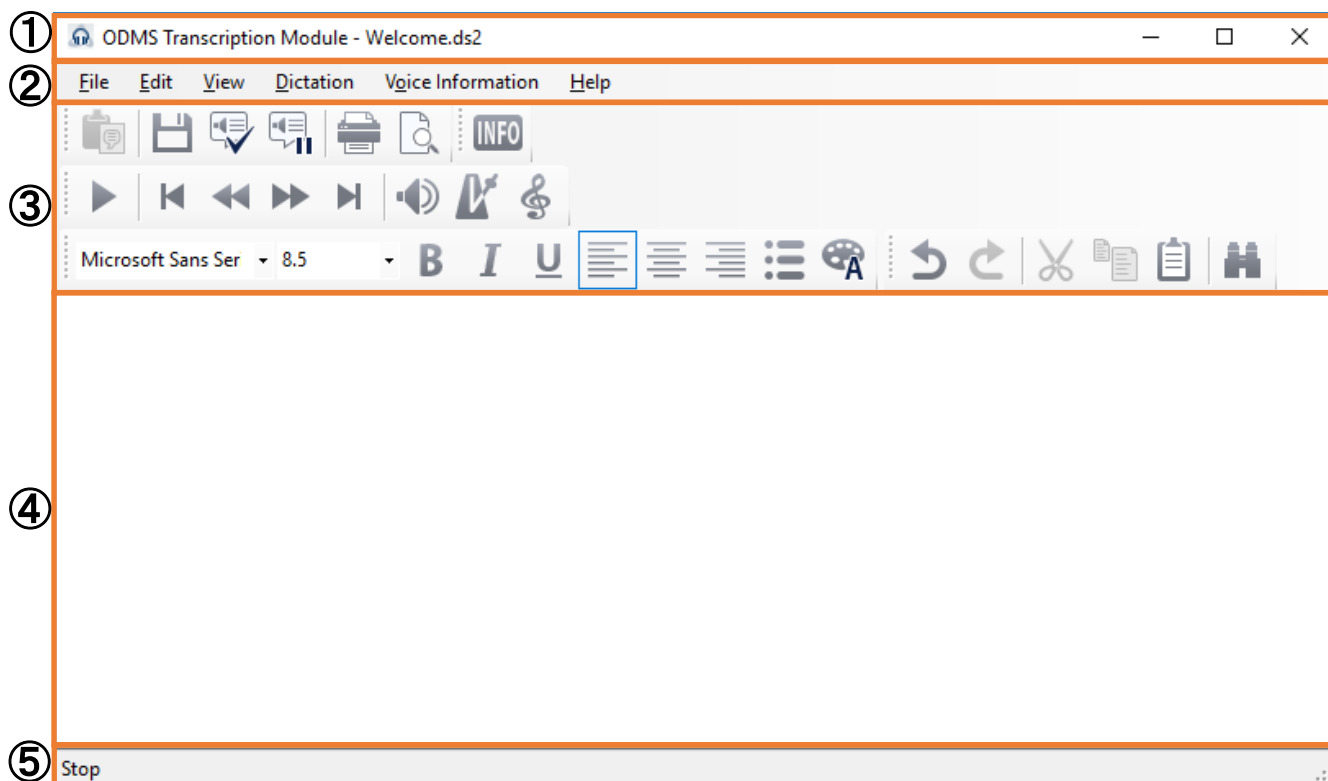 ① ODMS Transcription Module - Welcome.ds2
② File Edit View Dictation Voice Information Help
INFO
③
Microsoft Sans Ser 8.5 B I U A
④
⑤ Stop